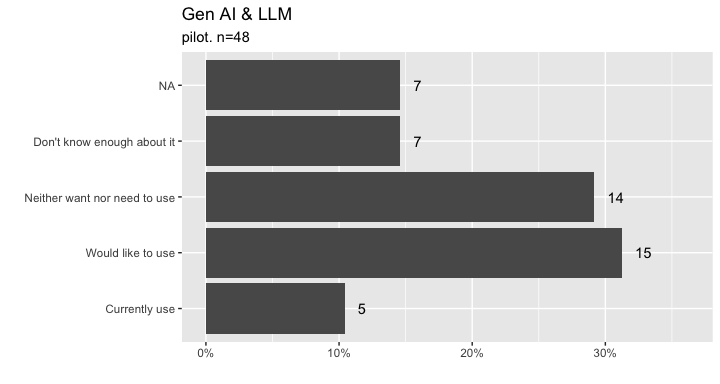 Gen AI & LLM
pilot. n=48
NA 7
Don't know enough about it 7
Neither want nor need to use 14
Would like to use 15
Currently use 5
0% 10% 20% 30%